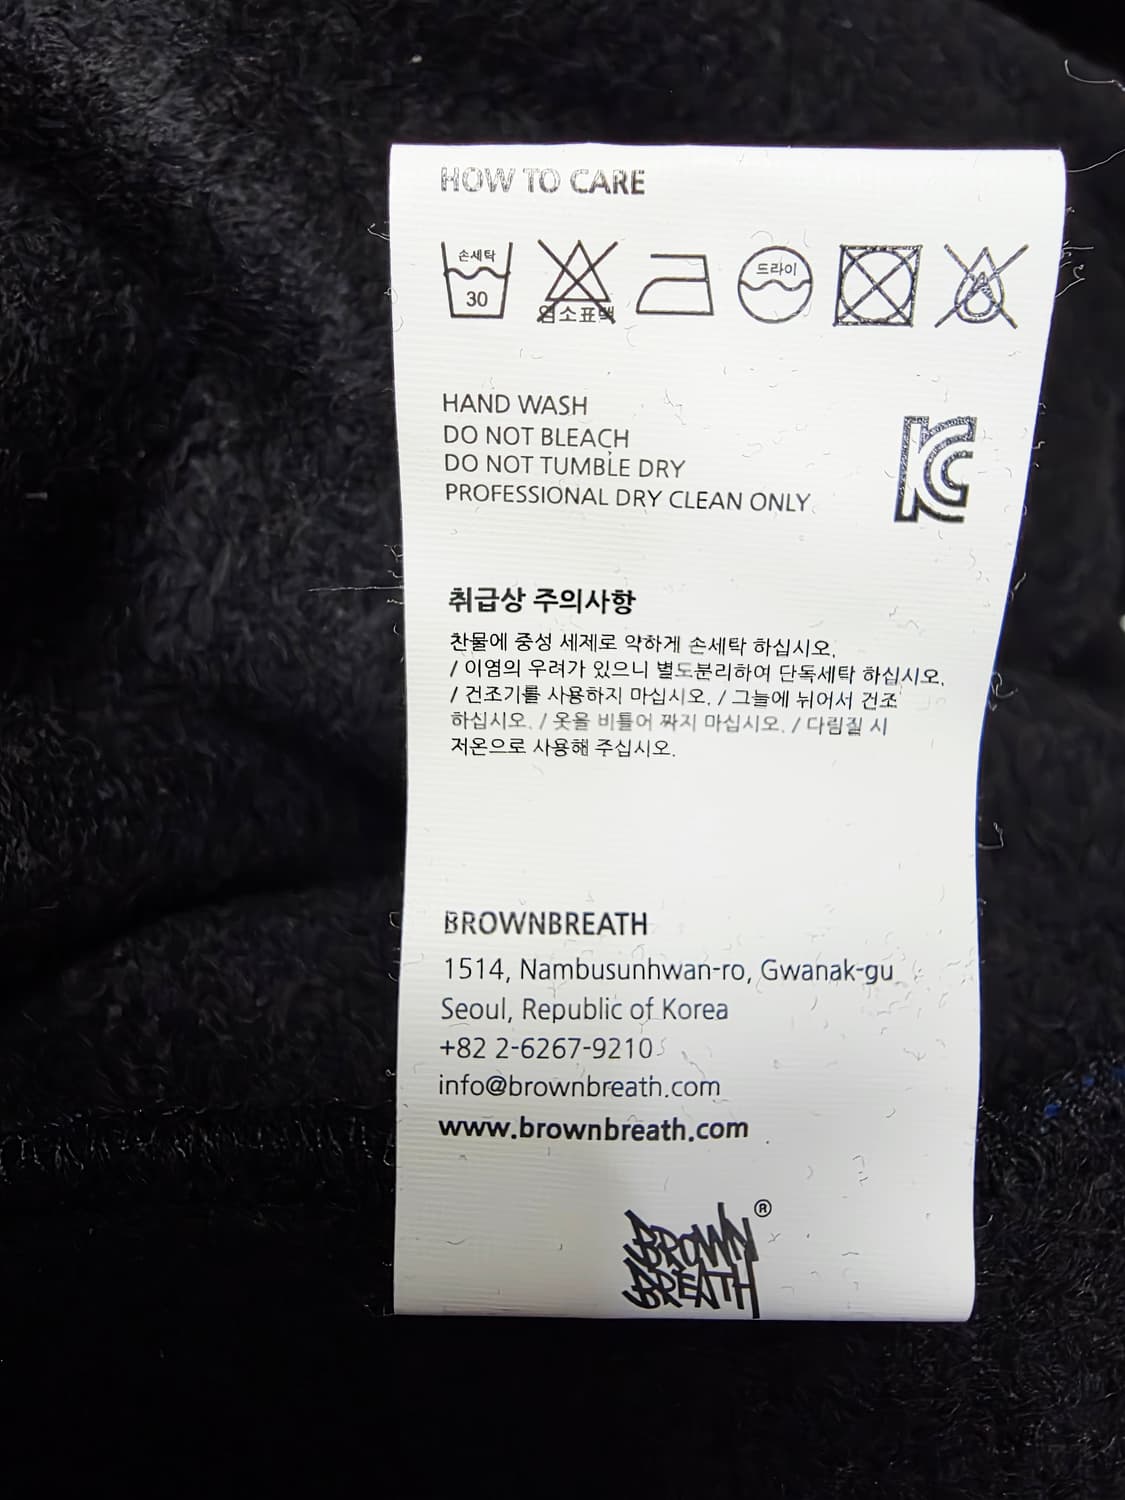 HOW TO CARE
손세탁 드라이
30
염소표백
HAND WASH
DO NOT BLEACH
DO NOT TUMBLE DRY
PROFESSIONAL DRY CLEAN ONLY
취급상 주의사항
찬물에 중성 세제로 약하게 손세탁 하십시오.
/ 이염의 우려가 있으니 별도분리하여 단독세탁 하십시오.
/ 건조기를 사용하지 마십시오. / 그늘에 뉘어서 건조
하십시오. / 옷을 비틀어 짜지 마십시오. / 다림질 시
저온으로 사용해 주십시오.
BROWNBREATH
1514, Nambusunhwan-ro, Gwanak-gu
Seoul, Republic of Korea
+82 2-6267-9210
info@brownbreath.com
www.brownbreath.com
BROWN ®
BREATH